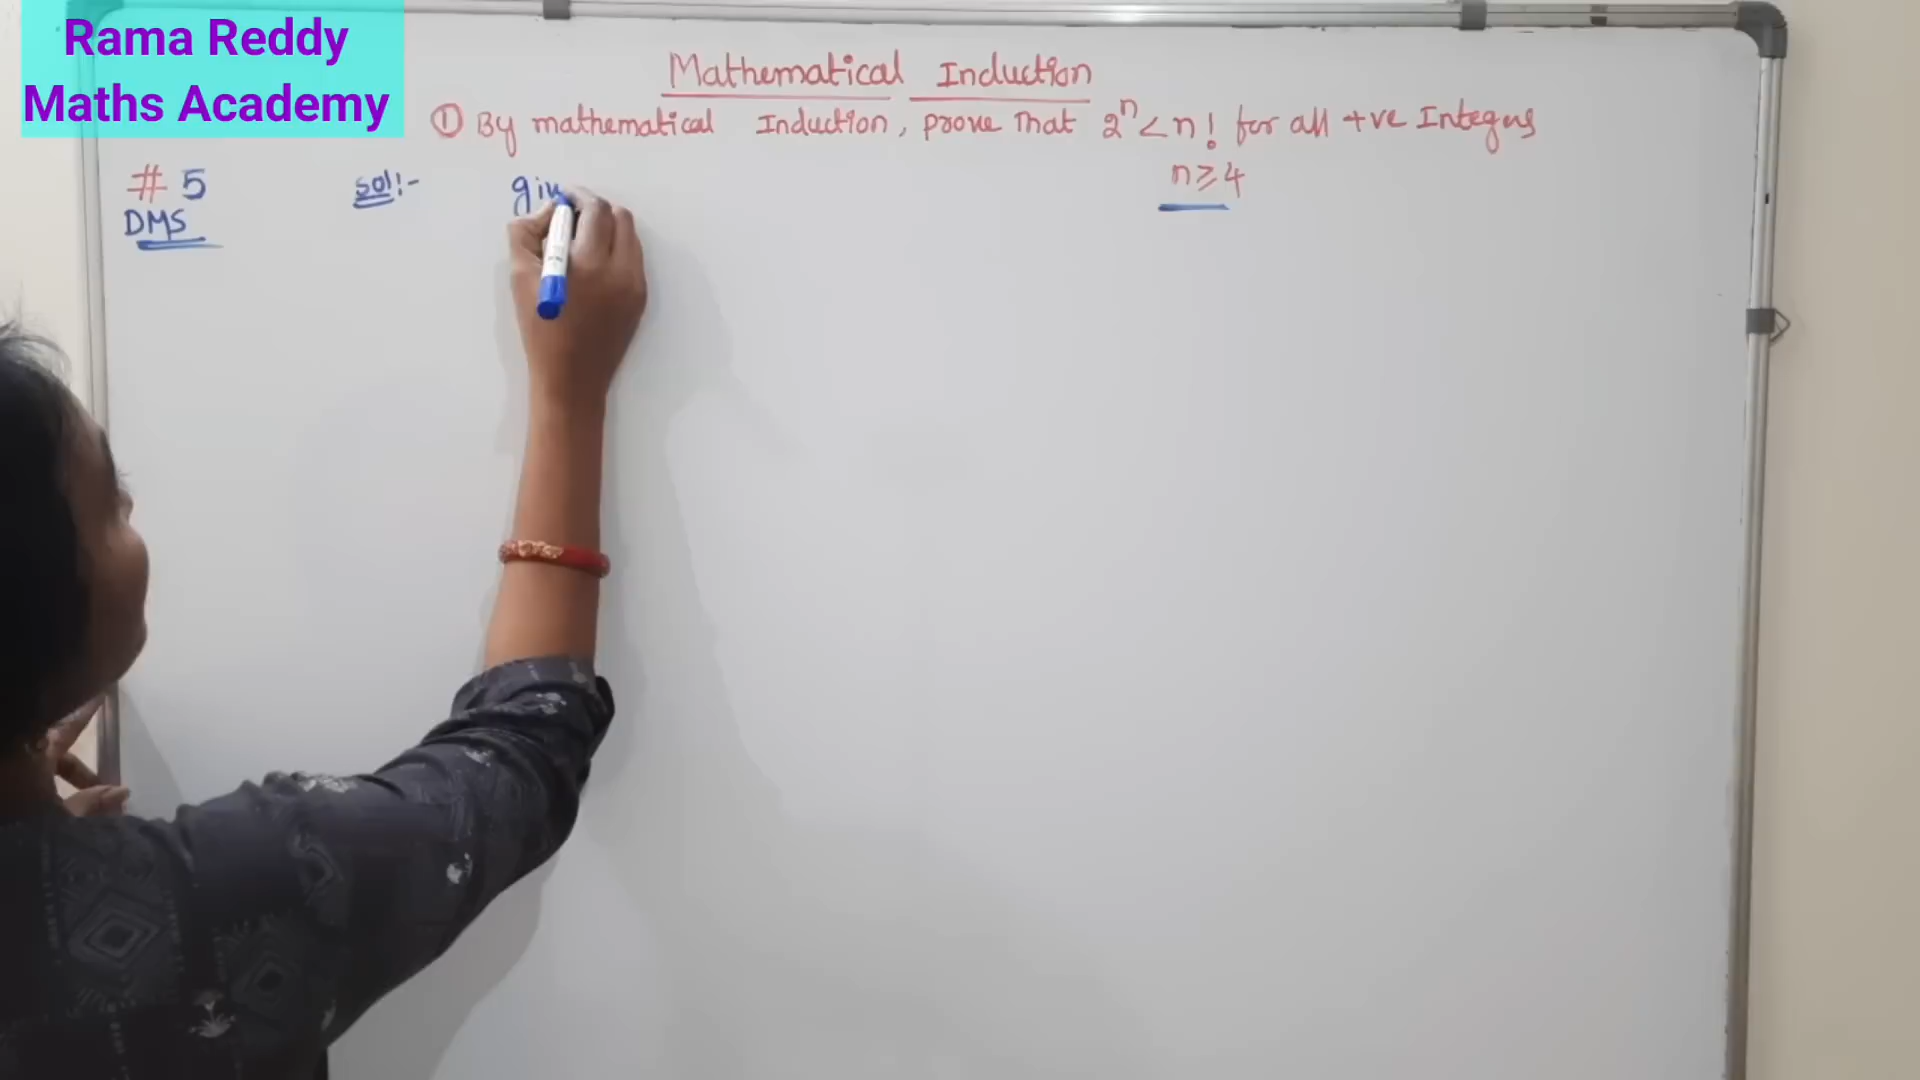 Rama Reddy
Maths Academy
Mathematical Induction
① By mathematical Induction, prove that 2ⁿ<n! for all +ve Integers
n≥4
# 5
DMS
sol:-
giv